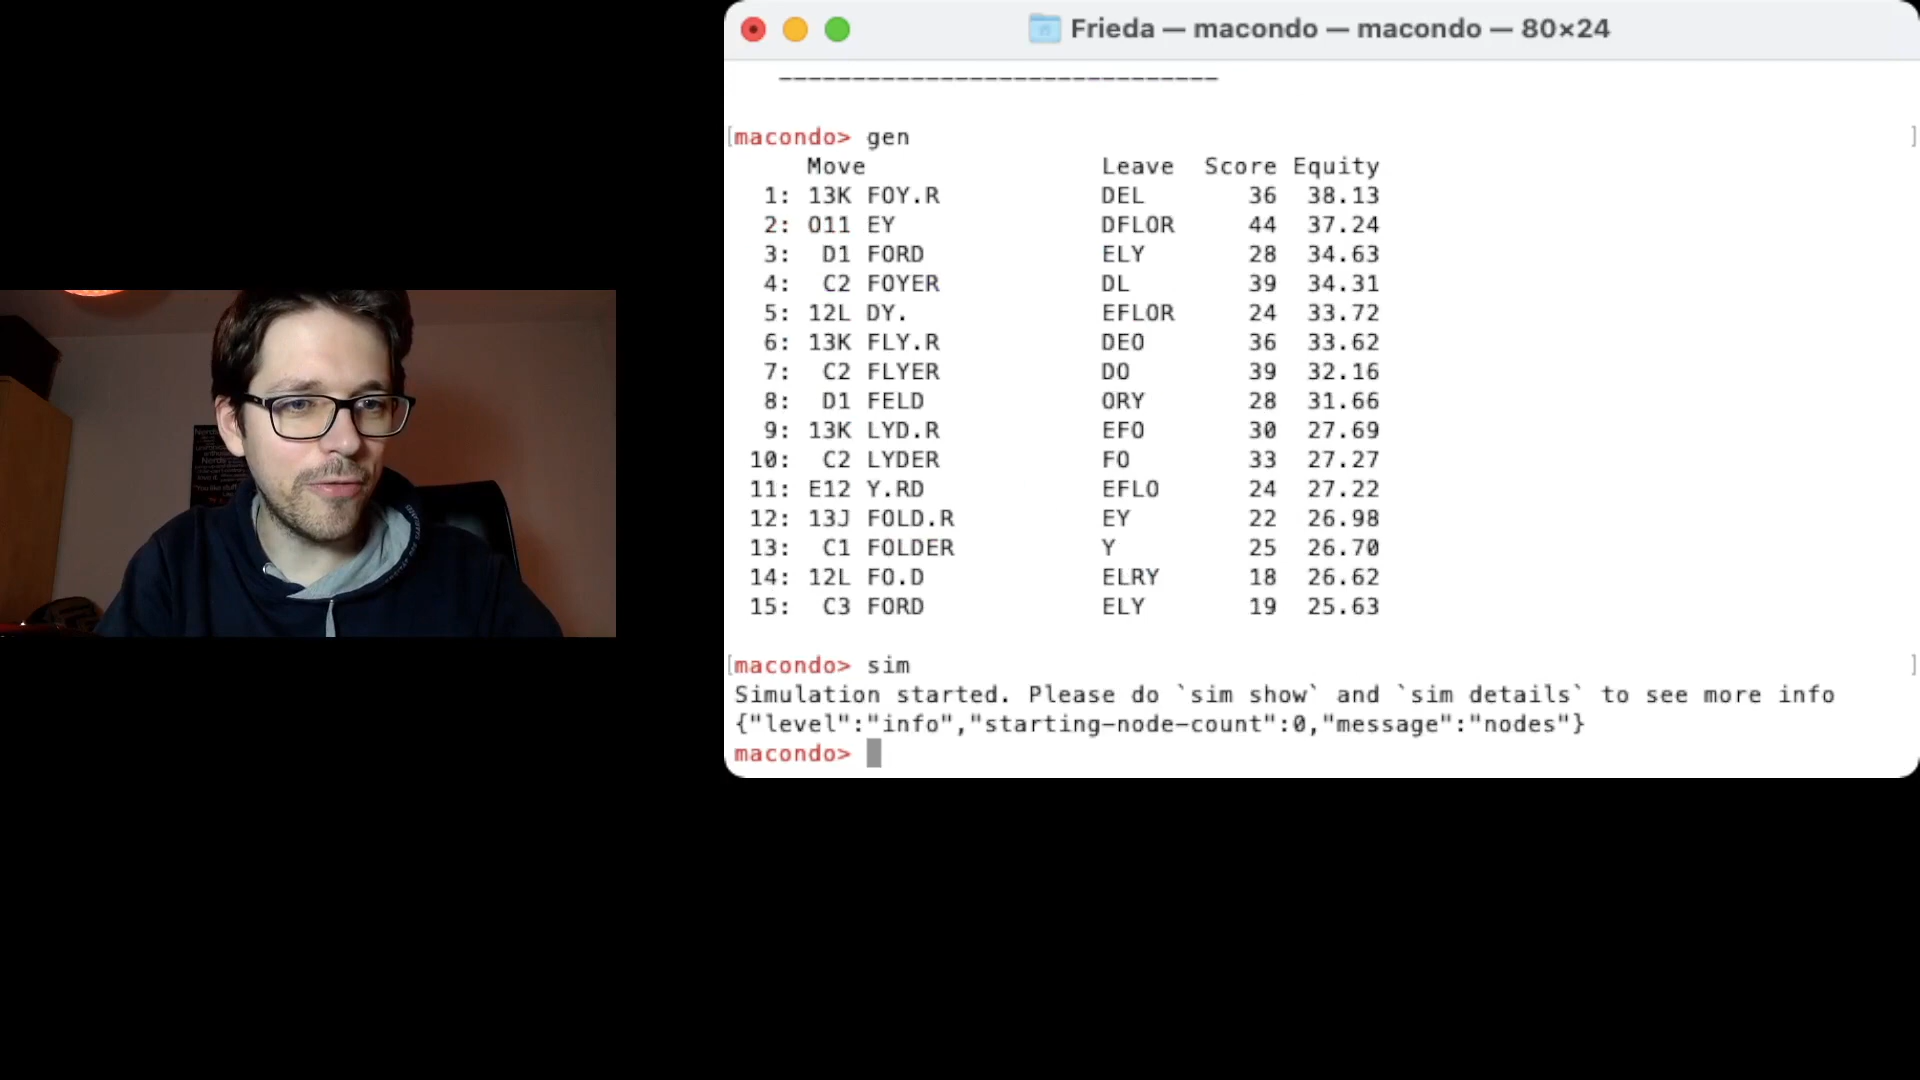 Frieda — macondo — macondo — 80×24
------------------------------
[macondo> gen ]
Move Leave Score Equity
1: 13K FOY.R DEL 36 38.13
2: O11 EY DFLOR 44 37.24
3: D1 FORD ELY 28 34.63
4: C2 FOYER DL 39 34.31
5: 12L DY. EFLOR 24 33.72
6: 13K FLY.R DEO 36 33.62
7: C2 FLYER DO 39 32.16
8: D1 FELD ORY 28 31.66
9: 13K LYD.R EFO 30 27.69
10: C2 LYDER FO 33 27.27
11: E12 Y.RD EFLO 24 27.22
12: 13J FOLD.R EY 22 26.98
13: C1 FOLDER Y 25 26.70
14: 12L FO.D ELRY 18 26.62
15: C3 FORD ELY 19 25.63
[macondo> sim ]
Simulation started. Please do `sim show` and `sim details` to see more info
{"level":"info","starting-node-count":0,"message":"nodes"}
macondo>